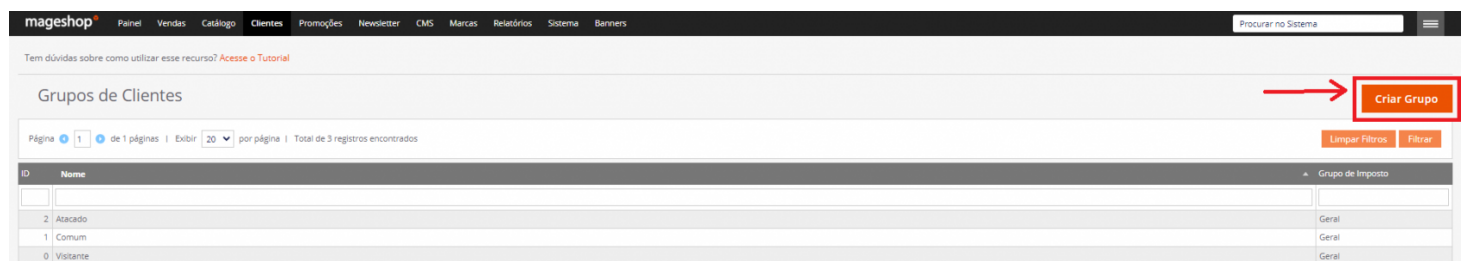 mageshop Painel Vendas Catálogo Clientes Promoções Newsletter CMS Marcas Relatórios Sistema Banners Procurar no Sistema
Tem dúvidas sobre como utilizar esse recurso? Acesse o Tutorial
Grupos de Clientes Criar Grupo
Página 1 de 1 páginas | Exibir 20 por página | Total de 3 registros encontrados Limpar Filtros Filtrar
ID Nome Grupo de Imposto
2 Atacado Geral
1 Comum Geral
0 Visitante Geral